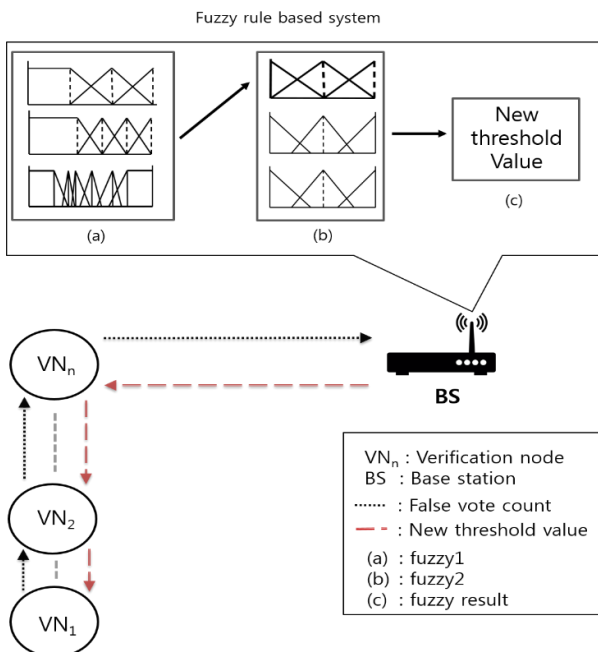 Fuzzy rule based system
New
threshold
Value
(a)
(b)
(c)
VNn
BS
VN2
VN1
VNn : Verification node
BS : Base station
: False vote count
: New threshold value
(a) : fuzzy1
(b) : fuzzy2
(c) : fuzzy result